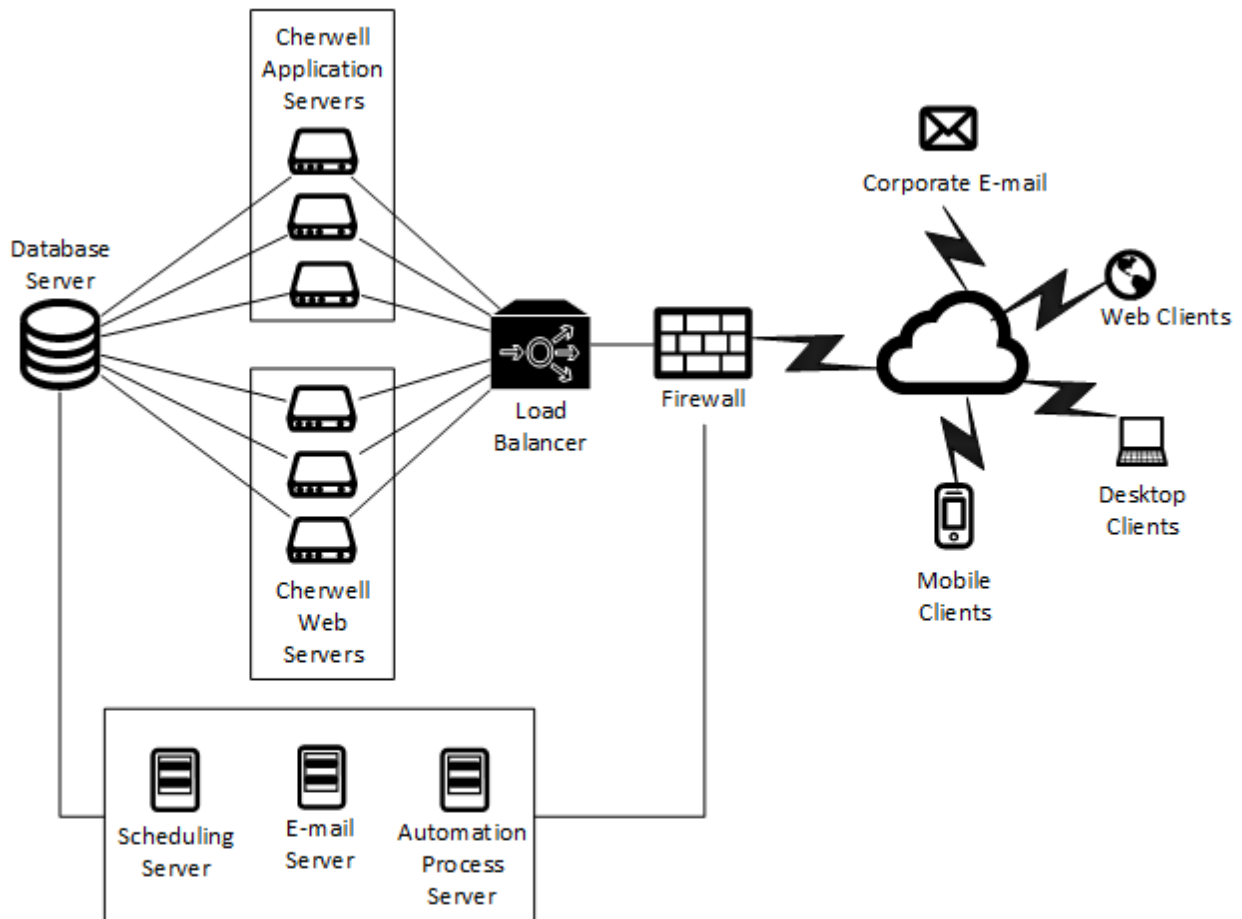 Cherwell
Application
Servers
Corporate E-mail
Database
Server
Web Clients
Load
Balancer
Firewall
Desktop
Clients
Mobile
Clients
Cherwell
Web
Servers
Scheduling
Server
E-mail
Server
Automation
Process
Server